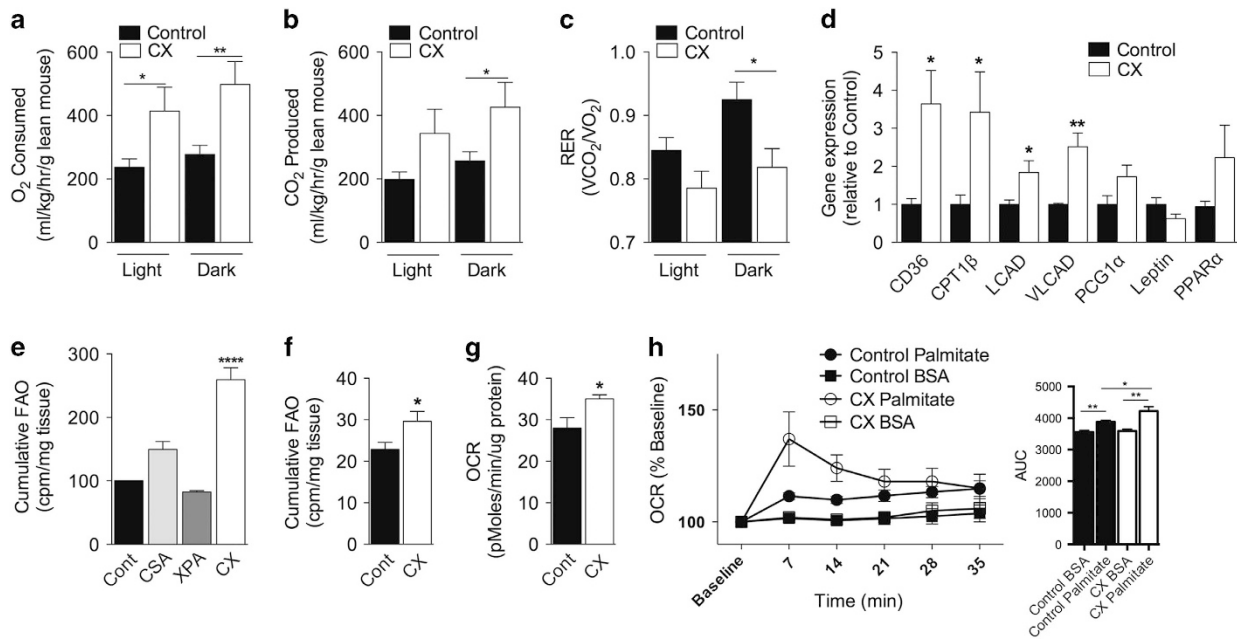 a
Control
CX
O2 Consumed
(ml/kg/hr/g lean mouse)
600
400
200
0
*
**
Light
Dark
b
Control
CX
CO2 Produced
(ml/kg/hr/g lean mouse)
600
400
200
0
*
Light
Dark
c
Control
CX
RER
(VCO2/VO2)
1.0
0.9
0.8
0.7
*
Light
Dark
d
Control
CX
Gene expression
(relative to Control)
5
4
3
2
1
0
*
*
*
**
CD36
CPT1β
LCAD
VLCAD
PCG1α
Leptin
PPARα
e
Cumulative FAO
(cpm/mg tissue)
300
200
100
0
****
Cont
CSA
XPA
CX
f
Cumulative FAO
(cpm/mg tissue)
40
30
20
10
0
*
Cont
CX
g
OCR
(pMoles/min/ug protein)
40
30
20
10
0
*
Cont
CX
h
Control Palmitate
Control BSA
CX Palmitate
CX BSA
OCR (% Baseline)
150
100
Baseline
7
14
21
28
35
Time (min)
AUC
5000
4000
3000
2000
1000
0
**
*
**
Control BSA
Control Palmitate
CX BSA
CX Palmitate